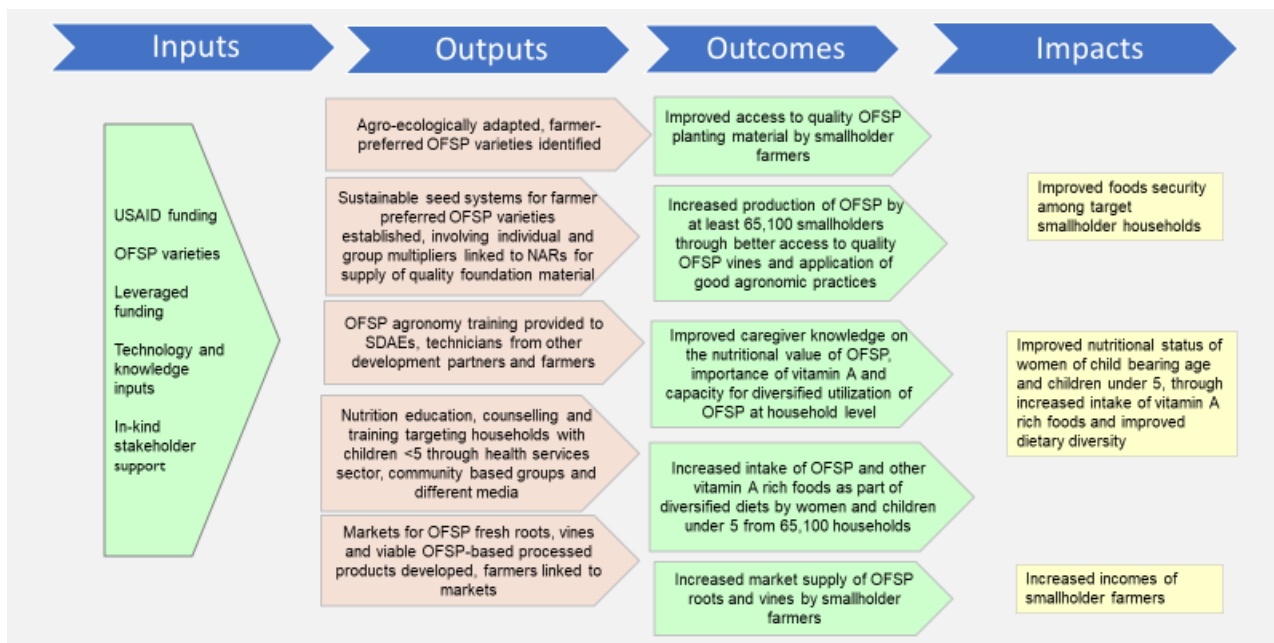 Inputs
Outputs
Outcomes
Impacts
USAID funding
OFSP varieties
Leveraged
funding
Technology and
knowledge
inputs
In-kind
stakeholder
support
Agro-ecologically adapted, farmer-
preferred OFSP varieties identified
Sustainable seed systems for farmer
preferred OFSP varieties
established, involving individual and
group multipliers linked to NARs for
supply of quality foundation material
OFSP agronomy training provided to
SDAEs, technicians from other
development partners and farmers
Nutrition education, counselling and
training targeting households with
children <5 through health services
sector, community based groups and
different media
Markets for OFSP fresh roots, vines
and viable OFSP-based processed
products developed, farmers linked to
markets
Improved access to quality OFSP
planting material by smallholder
farmers
Increased production of OFSP by
at least 65,100 smallholders
through better access to quality
OFSP vines and application of
good agronomic practices
Improved caregiver knowledge on
the nutritional value of OFSP,
importance of vitamin A and
capacity for diversified utilization of
OFSP at household level
Increased intake of OFSP and other
vitamin A rich foods as part of
diversified diets by women and children
under 5 from 65,100 households
Increased market supply of OFSP
roots and vines by smallholder
farmers
Improved foods security
among target
smallholder households
Improved nutritional status of
women of child bearing age
and children under 5, through
increased intake of vitamin A
rich foods and improved
dietary diversity
Increased incomes of
smallholder farmers